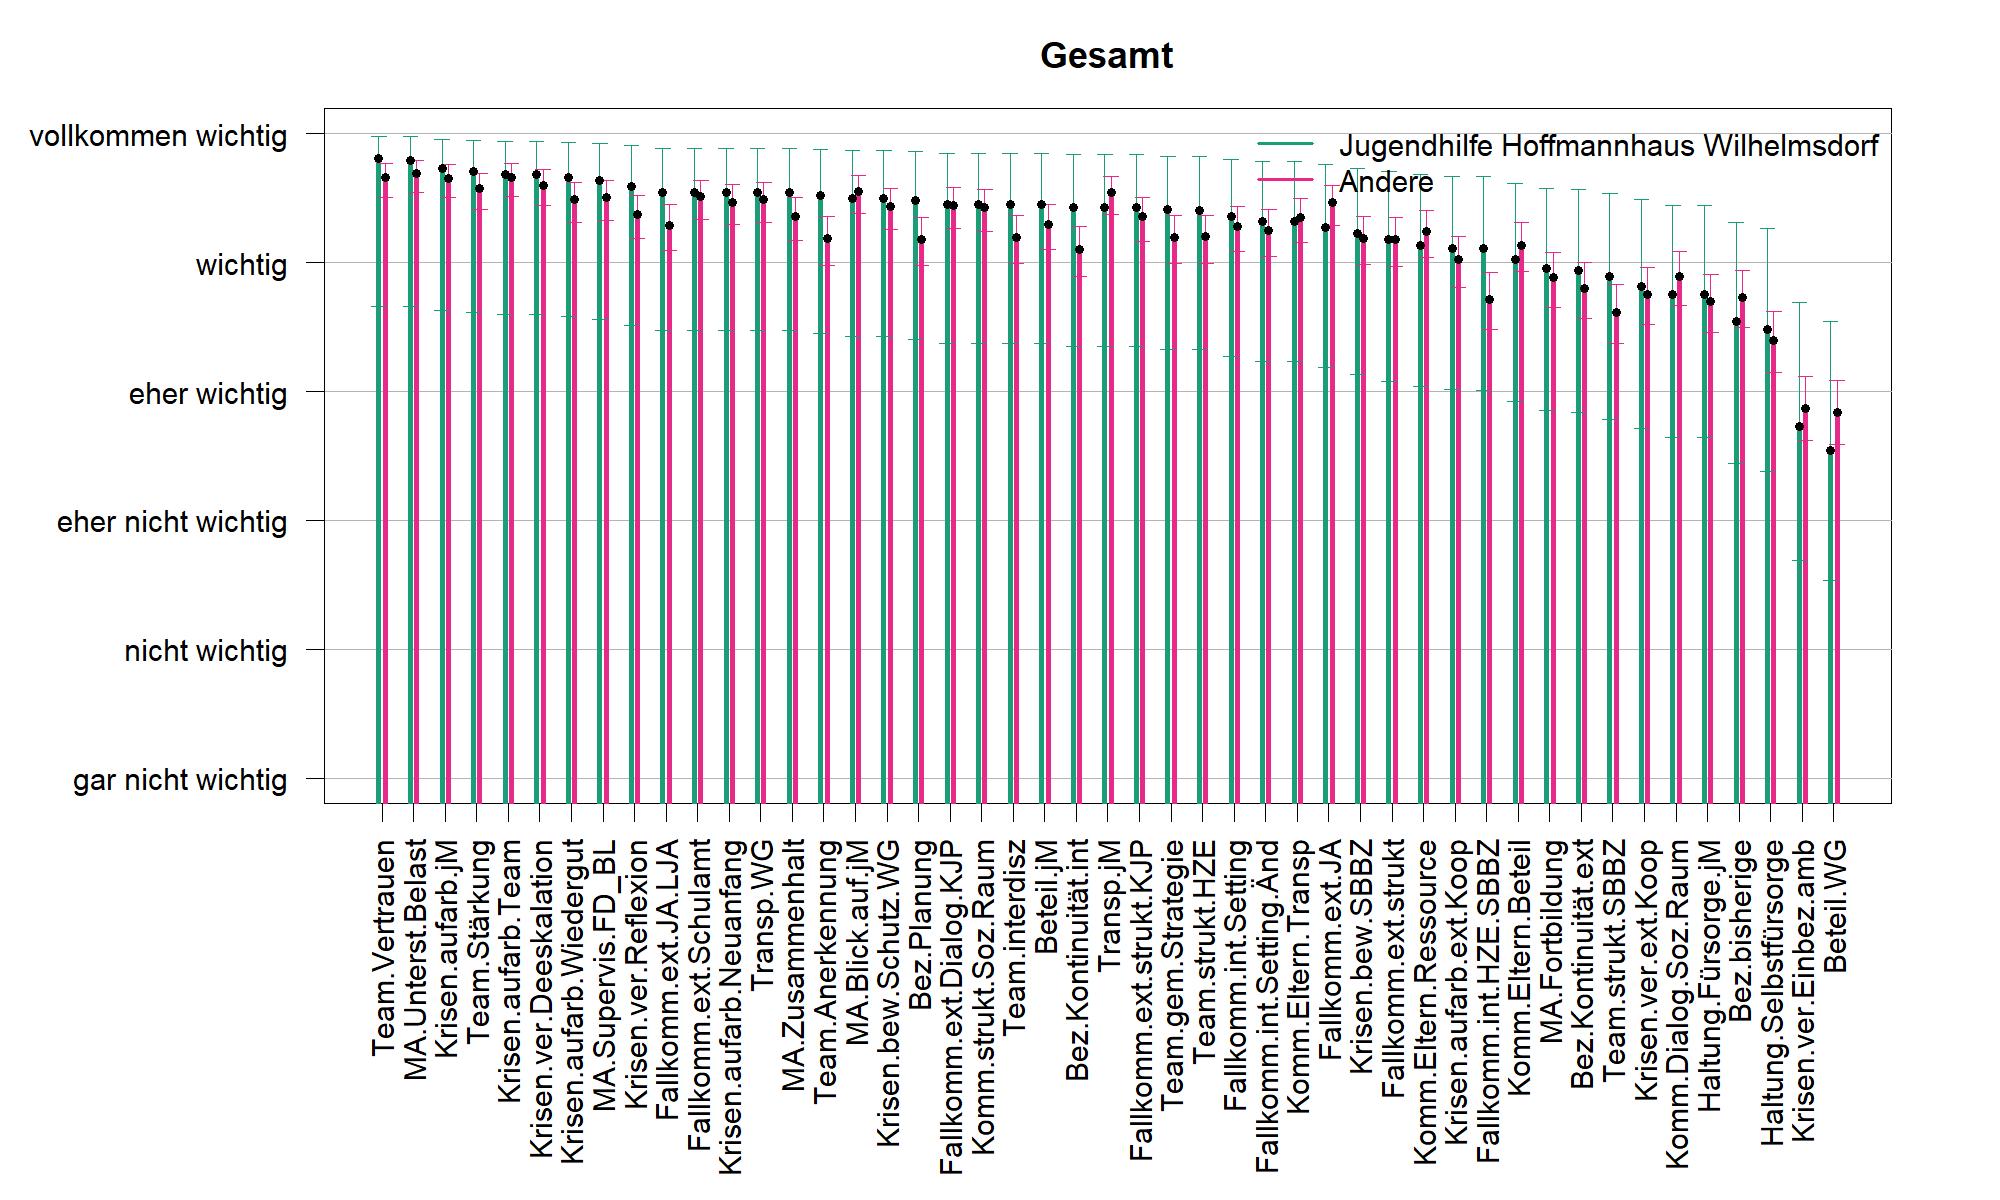 Gesamt
vollkommen wichtig
wichtig
eher wichtig
eher nicht wichtig
nicht wichtig
gar nicht wichtig
Jugendhilfe Hoffmannhaus Wilhelmsdorf
Andere
Team.Vertrauen
MA.Unterst.Belast
Krisen.aufarb.jM
Team.Stärkung
Krisen.aufarb.Team
Krisen.ver.Deeskalation
Krisen.aufarb.Wiedergut
MA.Supervis.FD_BL
Krisen.ver.Reflexion
Fallkomm.ext.JA.LJA
Fallkomm.ext.Schulamt
Krisen.aufarb.Neuanfang
Transp.WG
MA.Zusammenhalt
Team.Anerkennung
MA.Blick.auf.jM
Krisen.bew.Schutz.WG
Bez.Planung
Fallkomm.ext.Dialog.KJP
Komm.strukt.Soz.Raum
Team.interdisz
Beteil.jM
Bez.Kontinuität.int
Transp.jM
Fallkomm.ext.strukt.KJP
Team.gem.Strategie
Team.strukt.HZE
Fallkomm.int.Setting
Fallkomm.int.Setting.Änd
Komm.Eltern.Transp
Fallkomm.ext.JA
Krisen.bew.SBBZ
Fallkomm.ext.strukt
Komm.Eltern.Ressource
Krisen.aufarb.ext.Koop
Fallkomm.int.HZE.SBBZ
Komm.Eltern.Beteil
MA.Fortbildung
Bez.Kontinuität.ext
Team.strukt.SBBZ
Krisen.ver.ext.Koop
Komm.Dialog.Soz.Raum
Haltung.Fürsorge.jM
Bez.bisherige
Haltung.Selbstfürsorge
Krisen.ver.Einbez.amb
Beteil.WG